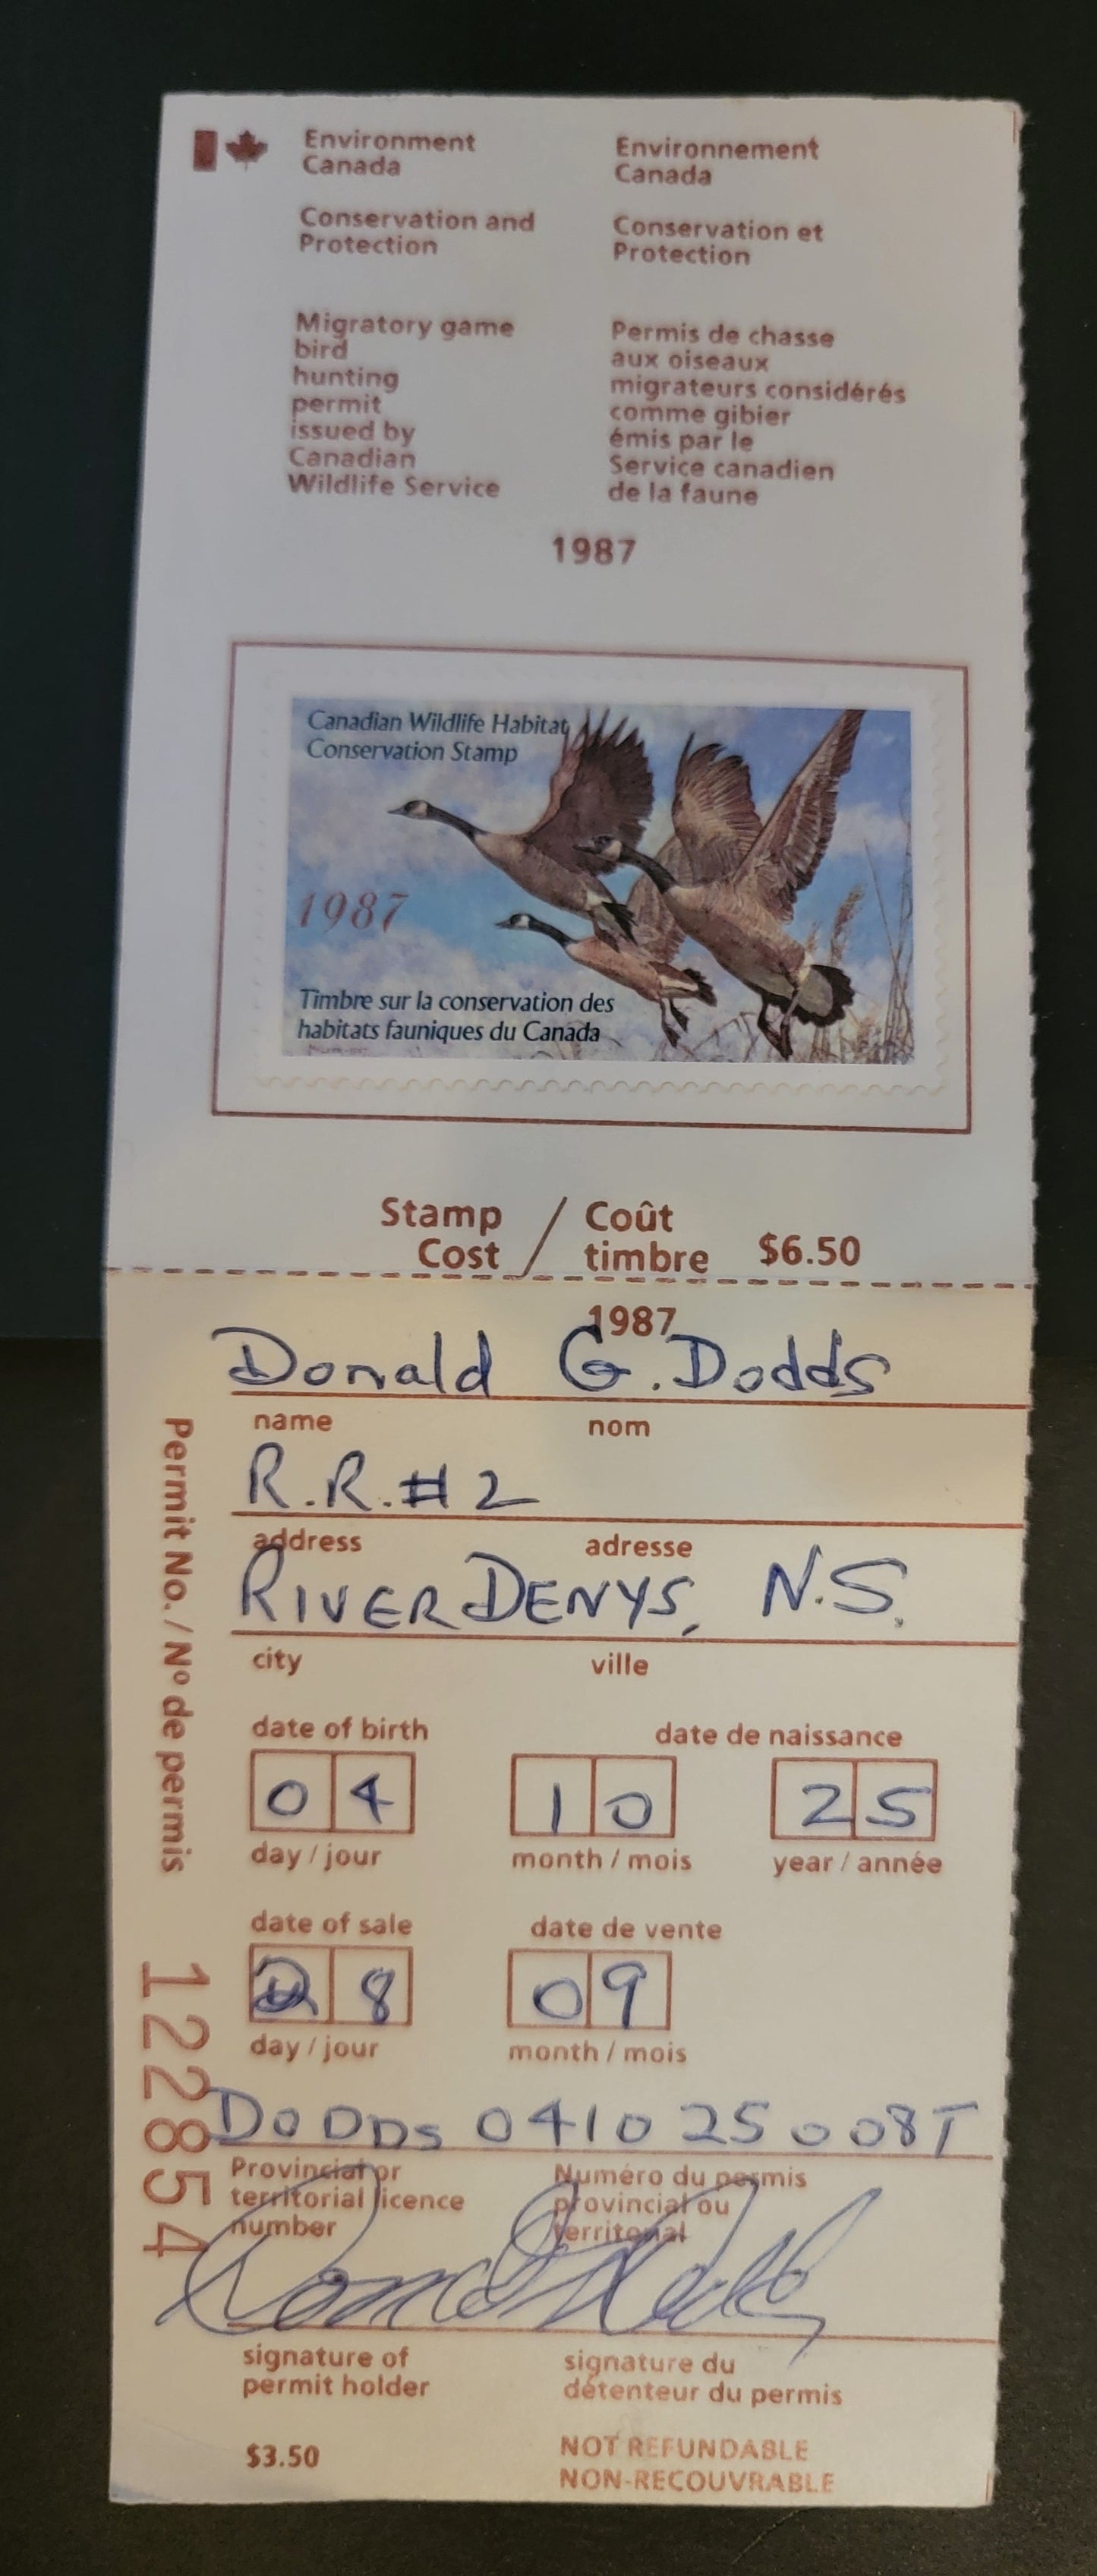 Environment
Canada
Environnement
Canada
Conservation and
Protection
Conservation et
Protection
Migratory game
bird
hunting
permit
issued by
Canadian
Wildlife Service
Permis de chasse
aux oiseaux
migrateurs considérés
comme gibier
émis par le
Service canadien
de la faune
1987
Canadian Wildlife Habitat
Conservation Stamp
1987
Timbre sur la conservation des
habitats fauniques du Canada
Stamp / Coût
Cost timbre $6.50
1987
Donald G. Dodds
name nom
R.R. #2
address adresse
RIVER DENYS, N.S.
city ville
date of birth date de naissance
04 10 25
day / jour month / mois year / année
date of sale date de vente
28 09
day / jour month / mois
DODDS 041025008T
Provincial or
territorial licence
number
Numéro du permis
provincial ou
territorial
Donald Dodds
signature of
permit holder
signature du
détenteur du permis
$3.50
NOT REFUNDABLE
NON-RECOUVRABLE
Permit No. / Nº de permis 122854